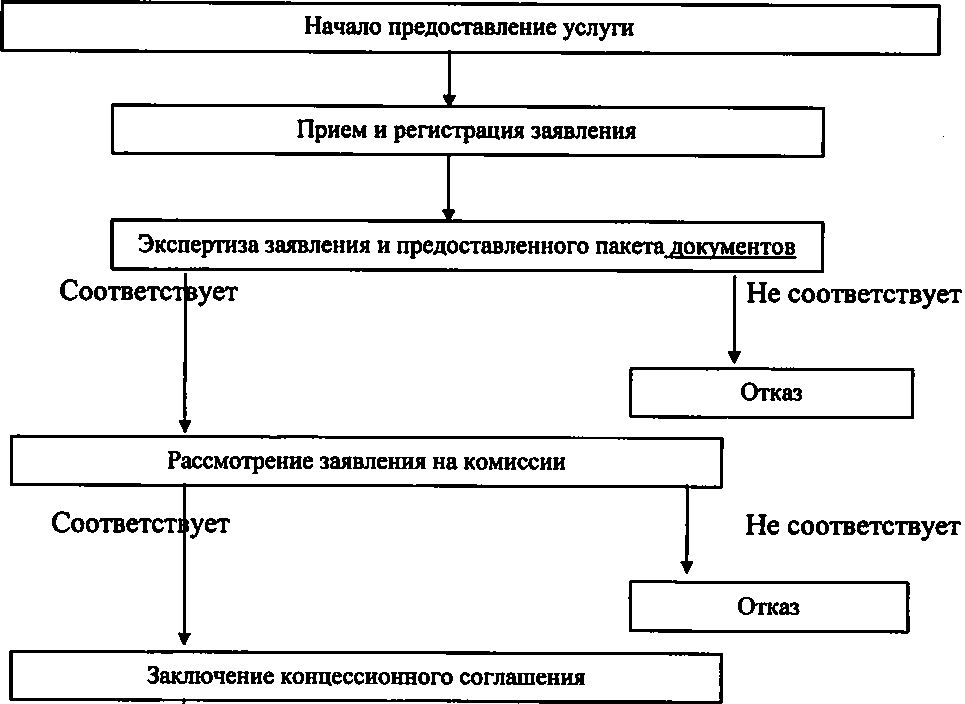 Начало предоставление услуги
Прием и регистрация заявления
Экспертиза заявления и предоставленного пакета документов
Соответствует
Не соответствует
Отказ
Рассмотрение заявления на комиссии
Соответствует
Не соответствует
Отказ
Заключение концессионного соглашения